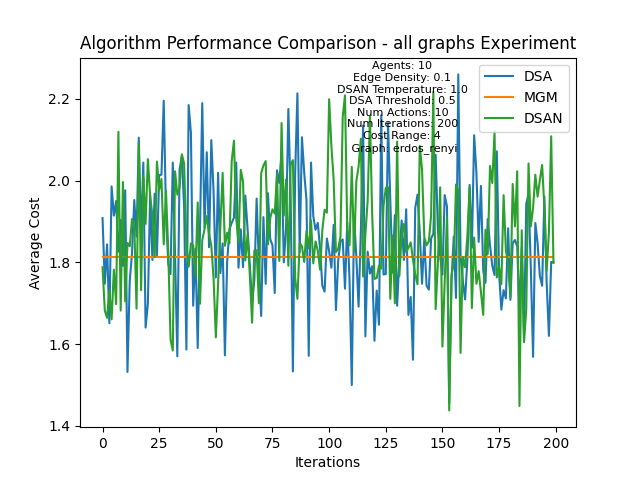 Algorithm Performance Comparison - all graphs Experiment
Agents: 10
Edge Density: 0.1
DSAN Temperature: 1.0
DSA Threshold: 0.5
Num Actions: 10
Num Iterations: 200
Cost Range: 4
Graph: erdos_renyi
DSA
MGM
DSAN
2.2
2.0
1.8
1.6
1.4
Average Cost
0
25
50
75
100
125
150
175
200
Iterations